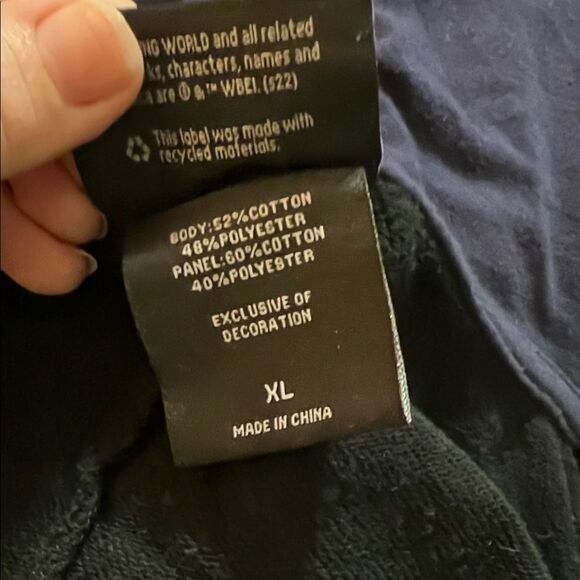 NG WORLD and all related
ks, characters, names and
a are © & ™ WBEI. (s22)
This label was made with
recycled materials.
BODY:52%COTTON
48%POLYESTER
PANEL:60%COTTON
40%POLYESTER
EXCLUSIVE OF
DECORATION
XL
MADE IN CHINA